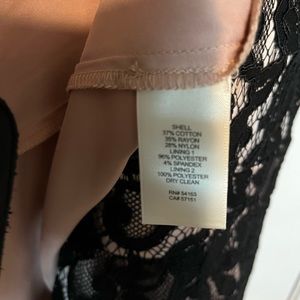 SHELL
37% COTTON
35% RAYON
28% NYLON
LINING 1
96% POLYESTER
4% SPANDEX
LINING 2
100% POLYESTER
DRY CLEAN
RN# 54163
CA# 57151